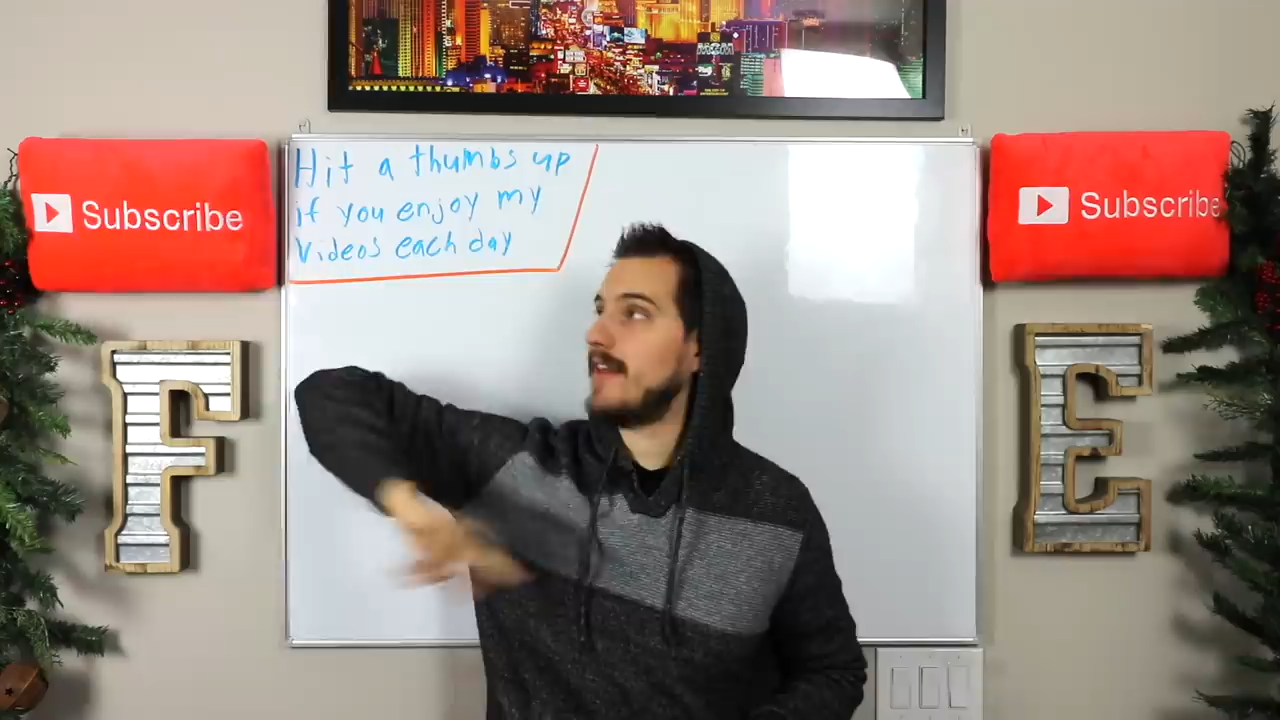 Hit a thumbs up
if you enjoy my
videos each day
Subscribe
Subscribe
F
E